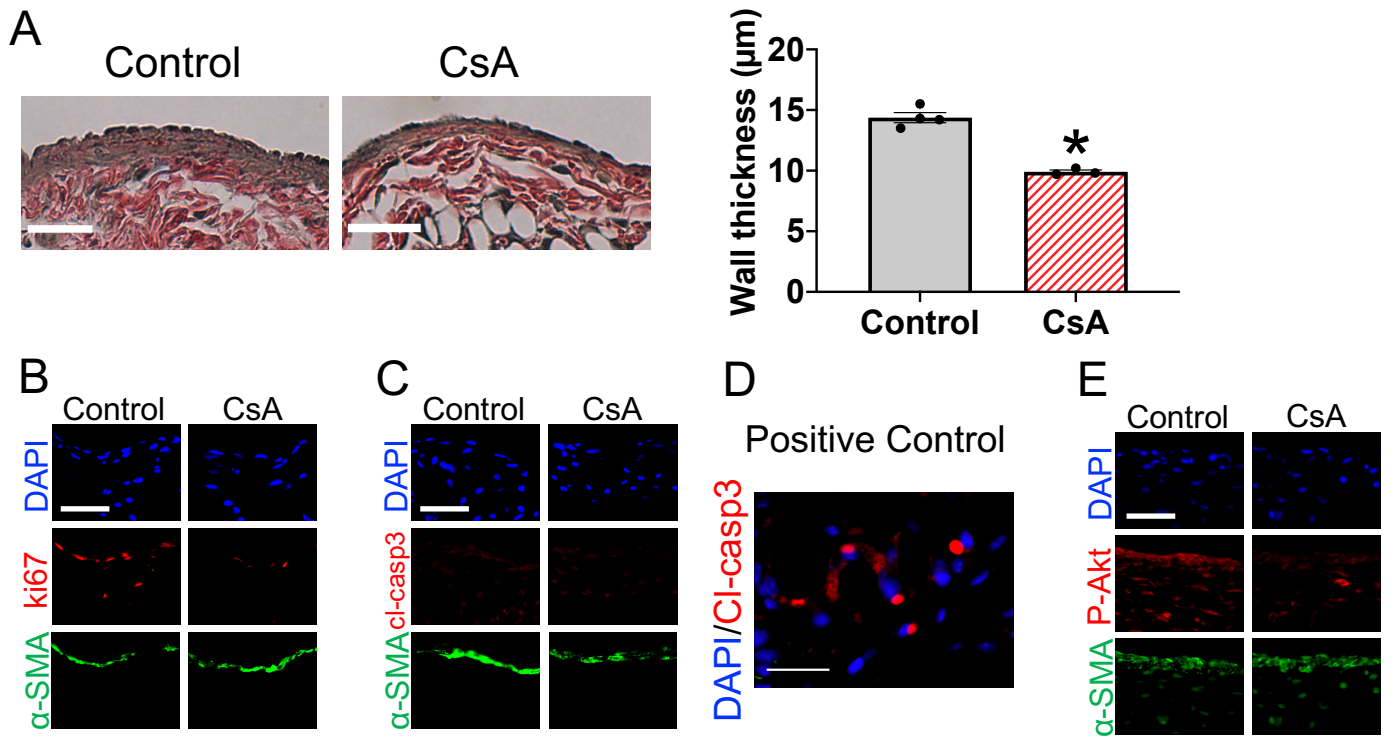 A
Control
CsA
Wall thickness (µm)
20
15
10
5
0
*
Control
CsA
B
Control
CsA
DAPI
ki67
α-SMA
C
Control
CsA
DAPI
cl-casp3
α-SMA
D
Positive Control
DAPI/Cl-casp3
E
Control
CsA
DAPI
P-Akt
α-SMA